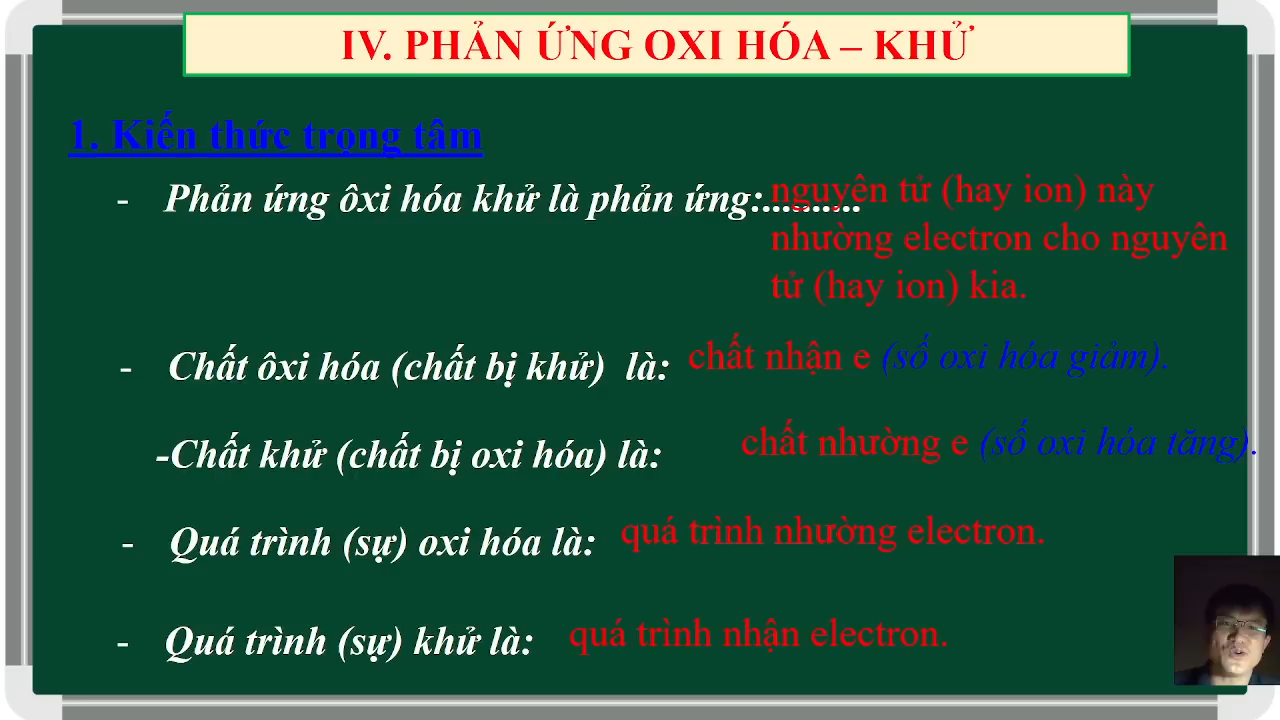 IV. PHẢN ỨNG OXI HÓA – KHỬ
1. Kiến thức trọng tâm
- Phản ứng ôxi hóa khử là phản ứng:.......... nguyên tử (hay ion) này
nhường electron cho nguyên
tử (hay ion) kia.
- Chất ôxi hóa (chất bị khử) là: chất nhận e (số oxi hóa giảm).
-Chất khử (chất bị oxi hóa) là: chất nhường e (số oxi hóa tăng).
- Quá trình (sự) oxi hóa là: quá trình nhường electron.
- Quá trình (sự) khử là: quá trình nhận electron.